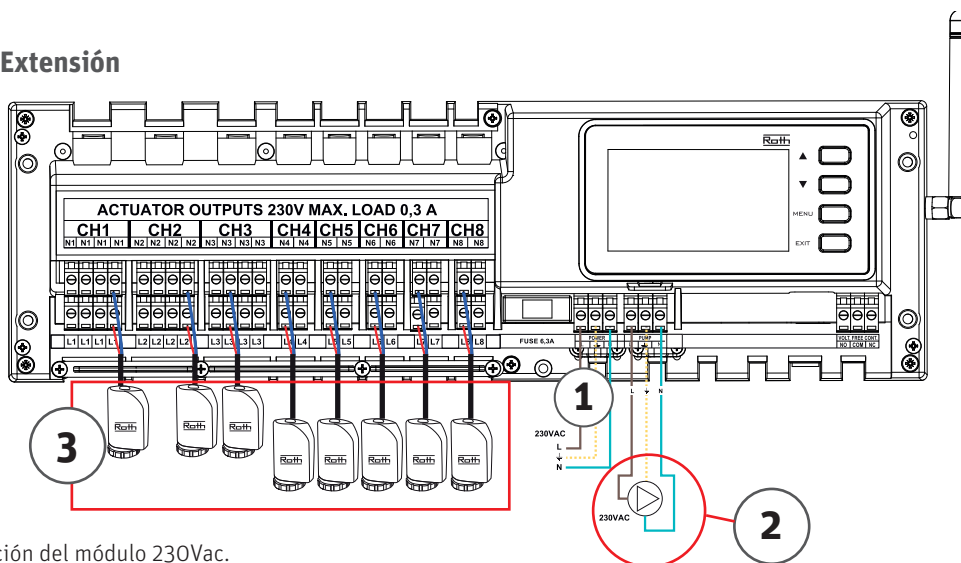 Extensión
Roth
MENU
EXIT
ACTUATOR OUTPUTS 230V MAX. LOAD 0,3 A
CH1 CH2 CH3 CH4 CH5 CH6 CH7 CH8
N1 N1 N1 N1 N2 N2 N2 N2 N3 N3 N3 N3 N4 N4 N5 N5 N6 N6 N7 N7 N8 N8
L1 L1 L1 L2 L2 L2 L3 L3 L3 L4 L5 L6 L7 L8
FUSE 6,3A
POWER
PUMP
VOLT FREE CONT.
NO COM NC
L N
1
230VAC
L
N
3
Roth Roth Roth
Roth Roth Roth Roth Roth
230VAC
2
ción del módulo 230Vac.